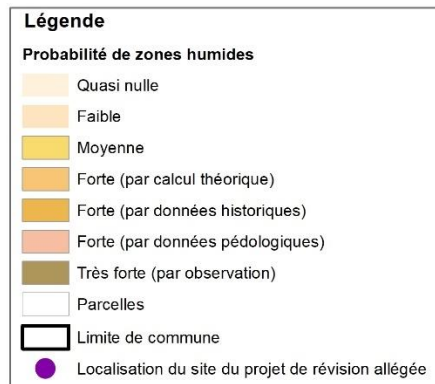 Légende
Probabilité de zones humides
Quasi nulle
Faible
Moyenne
Forte (par calcul théorique)
Forte (par données historiques)
Forte (par données pédologiques)
Très forte (par observation)
Parcelles
Limite de commune
Localisation du site du projet de révision allégée